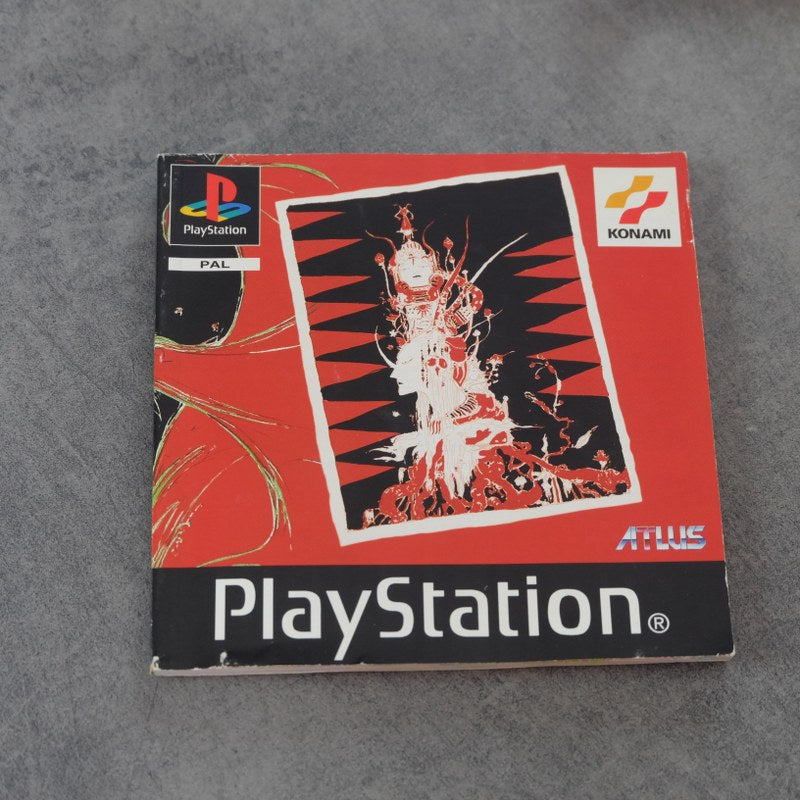 PlayStation
PAL
KONAMI
ATLUS
PlayStation®